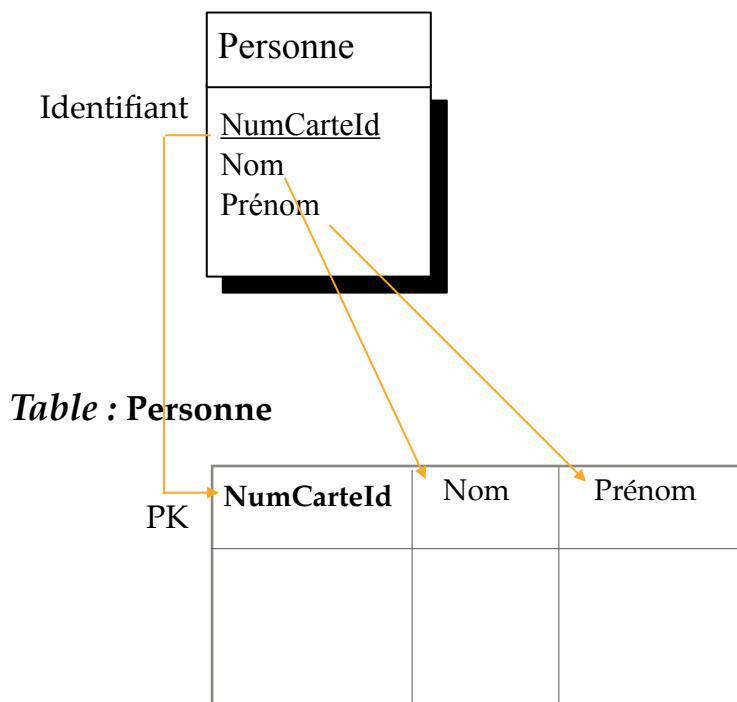 Personne
Identifiant
NumCarteId
Nom
Prénom
Table : Personne
NumCarteId Nom Prénom
PK